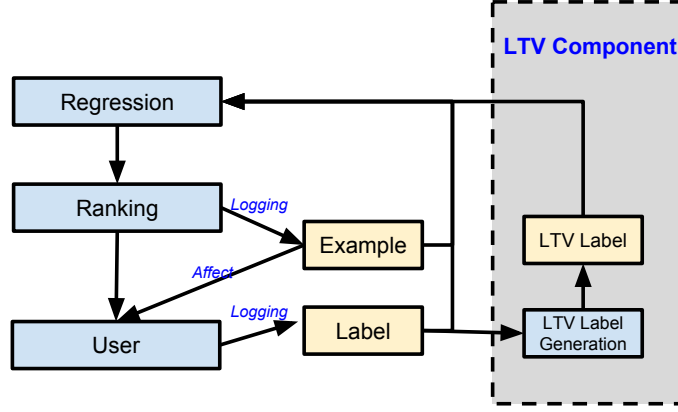 LTV Component
Regression
Ranking
Logging
Example
LTV Label
Affect
Logging
User
Label
LTV Label
Generation